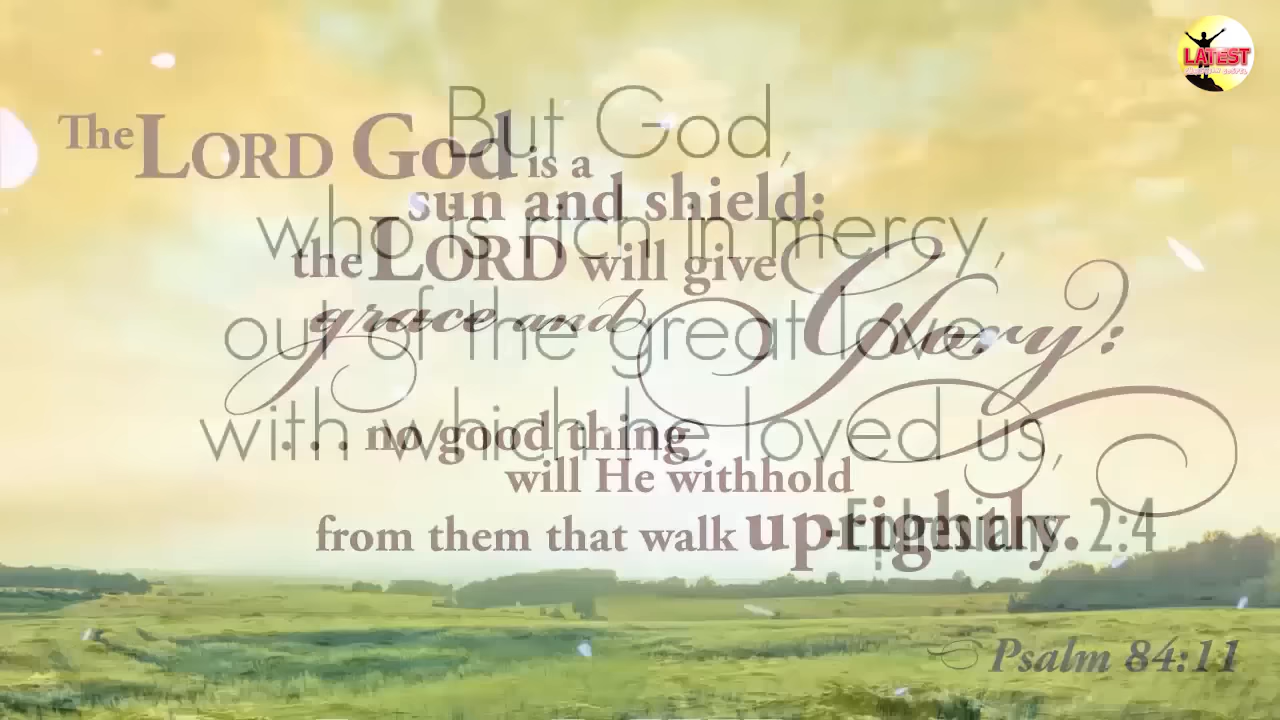 The LORD God is a
sun and shield:
the LORD will give
grace and Glory:
. . . no good thing
will He withhold
from them that walk uprightly.
Psalm 84:11
But God,
who is rich in mercy,
out of the great love
with which he loved us,
-Ephesians 2:4
LATEST